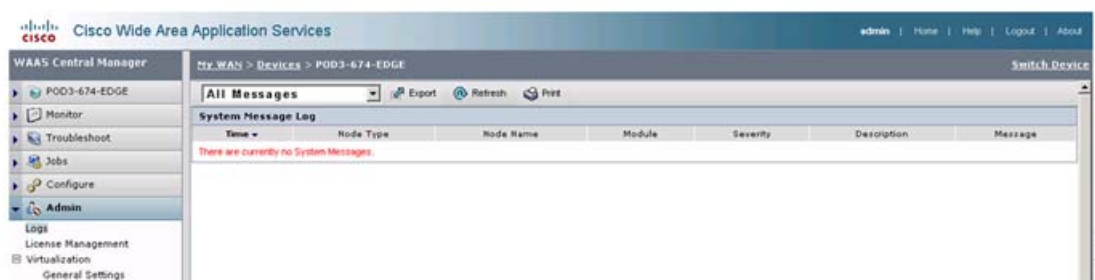 CISCO
Cisco Wide Area Application Services
admin | Home | Help | Logout | About
WAAS Central Manager
My WAN > Devices > POD3-674-EDGE
Switch Device
POD3-674-EDGE
Monitor
Troubleshoot
Jobs
Configure
Admin
Logs
License Management
Virtualization
General Settings
All Messages
Export
Refresh
Print
System Message Log
Time Node Type Node Name Module Severity Description Message
There are currently no System Messages.